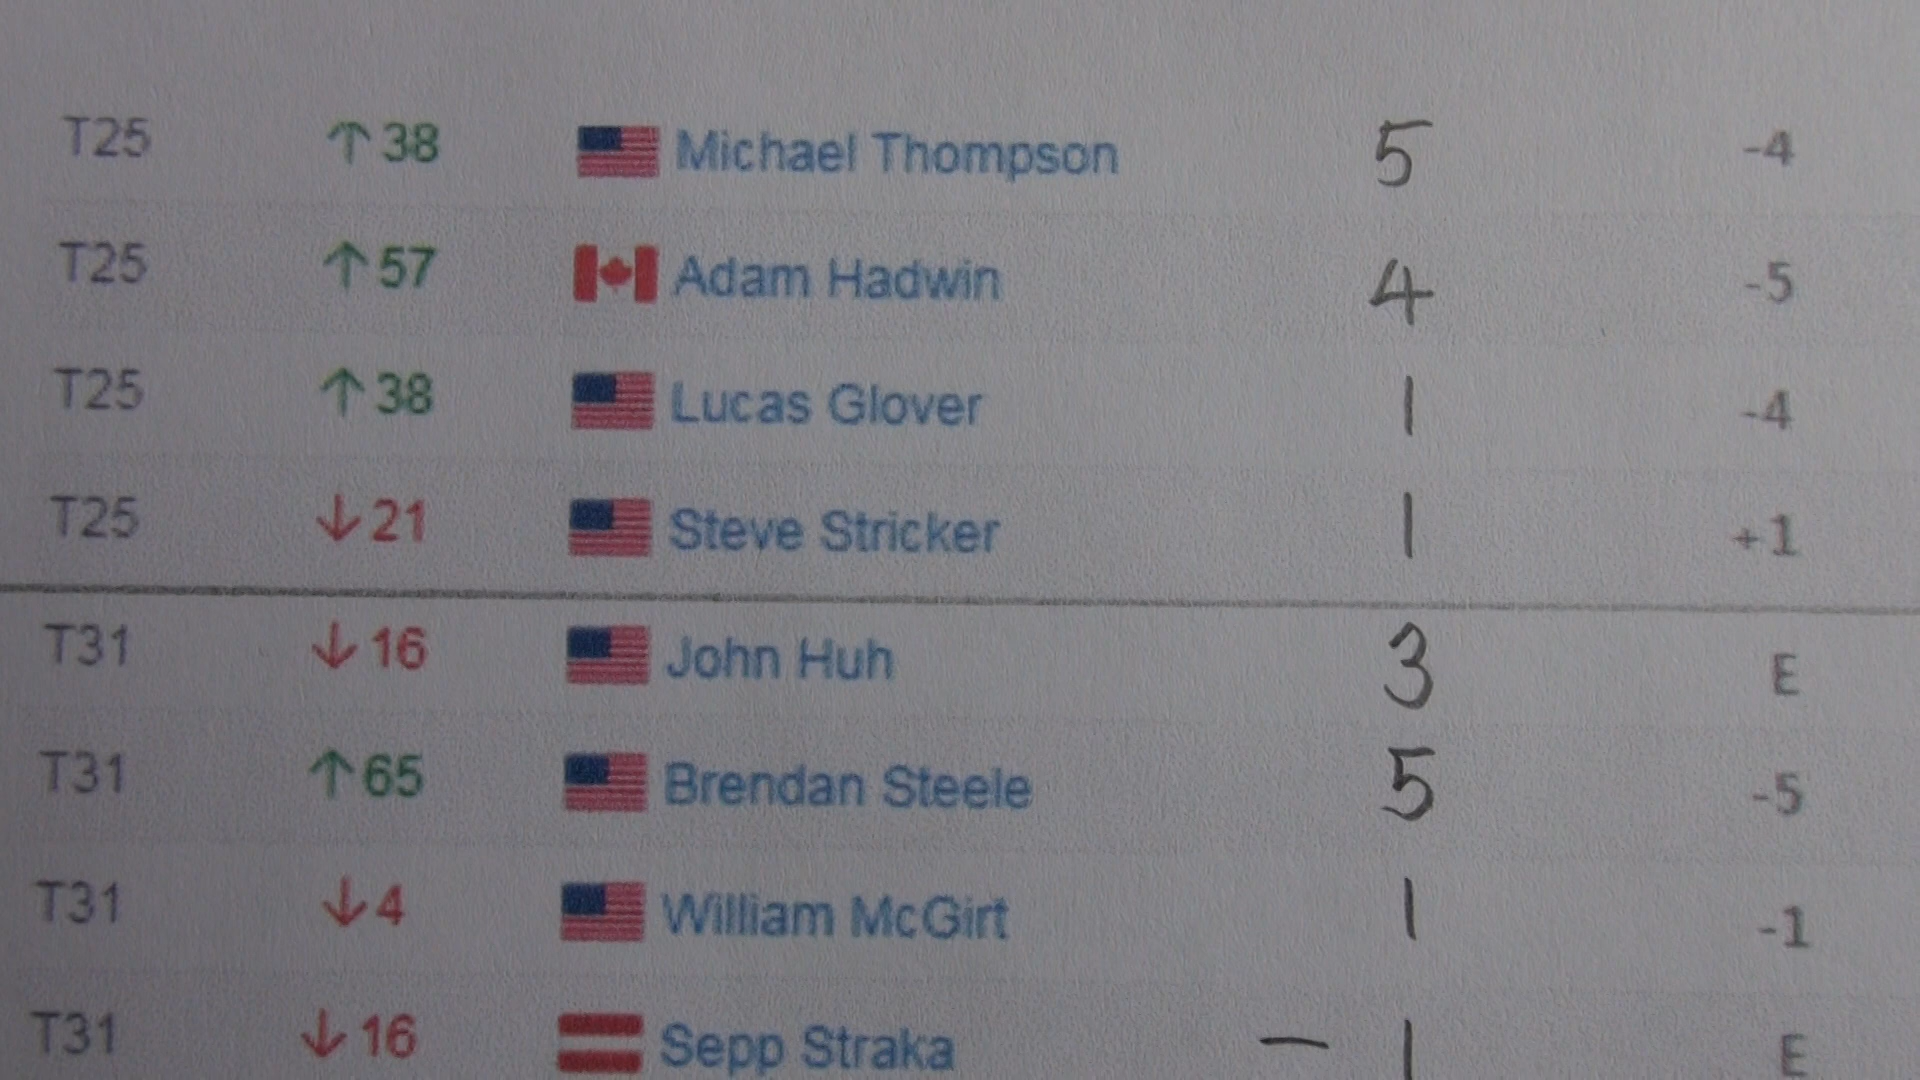 T25 ↑38 Michael Thompson 5 -4
T25 ↑57 Adam Hadwin 4 -5
T25 ↑38 Lucas Glover 1 -4
T25 ↓21 Steve Stricker 1 +1
T31 ↓16 John Huh 3 E
T31 ↑65 Brendan Steele 5 -5
T31 ↓4 William McGirt 1 -1
T31 ↓16 Sepp Straka — 1 E